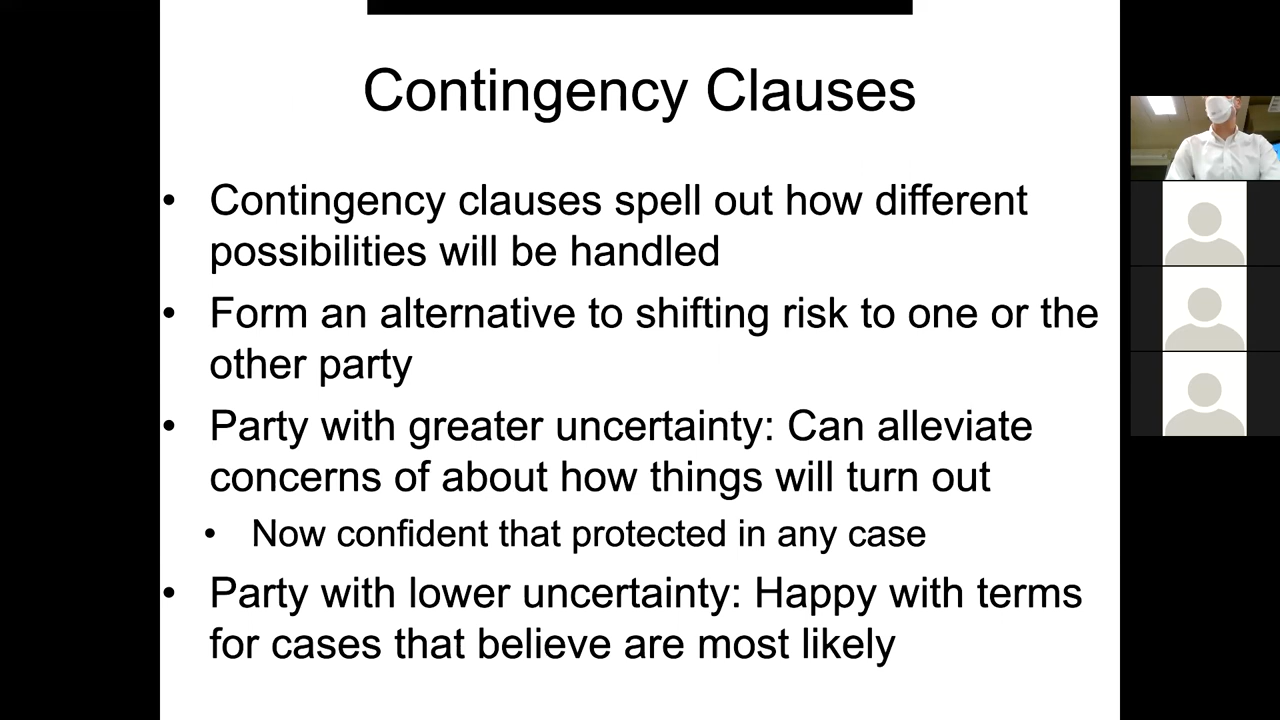 Contingency Clauses
• Contingency clauses spell out how different
possibilities will be handled
• Form an alternative to shifting risk to one or the
other party
• Party with greater uncertainty: Can alleviate
concerns of about how things will turn out
• Now confident that protected in any case
• Party with lower uncertainty: Happy with terms
for cases that believe are most likely